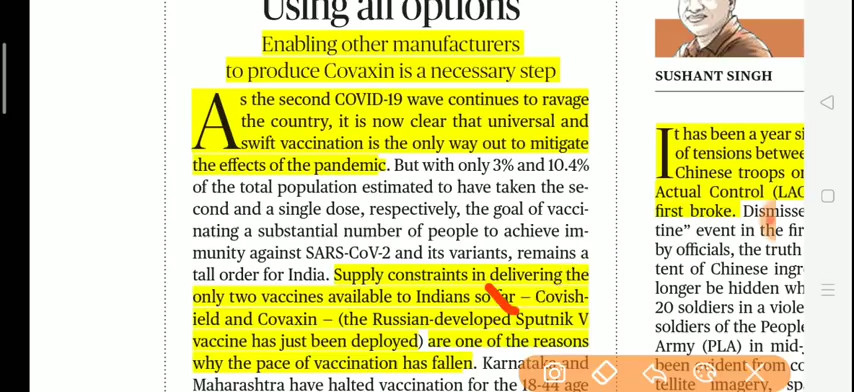 Using all options
Enabling other manufacturers
to produce Covaxin is a necessary step
As the second COVID-19 wave continues to ravage
the country, it is now clear that universal and
swift vaccination is the only way out to mitigate
the effects of the pandemic. But with only 3% and 10.4%
of the total population estimated to have taken the se-
cond and a single dose, respectively, the goal of vacci-
nating a substantial number of people to achieve im-
munity against SARS-CoV-2 and its variants, remains a
tall order for India. Supply constraints in delivering the
only two vaccines available to Indians so far – Covish-
ield and Covaxin – (the Russian-developed Sputnik V
vaccine has just been deployed) are one of the reasons
why the pace of vaccination has fallen. Karnataka and
Maharashtra have halted vaccination for the 18-44 age
SUSHANT SINGH
It has been a year si
of tensions betwe
Chinese troops on
Actual Control (LAC
first broke. Dismisse
tine” event in the fir
by officials, the truth
tent of Chinese ingr
longer be hidden wh
20 soldiers in a viole
soldiers of the People
Army (PLA) in mid-
been evident from co
tellite imagery, sp